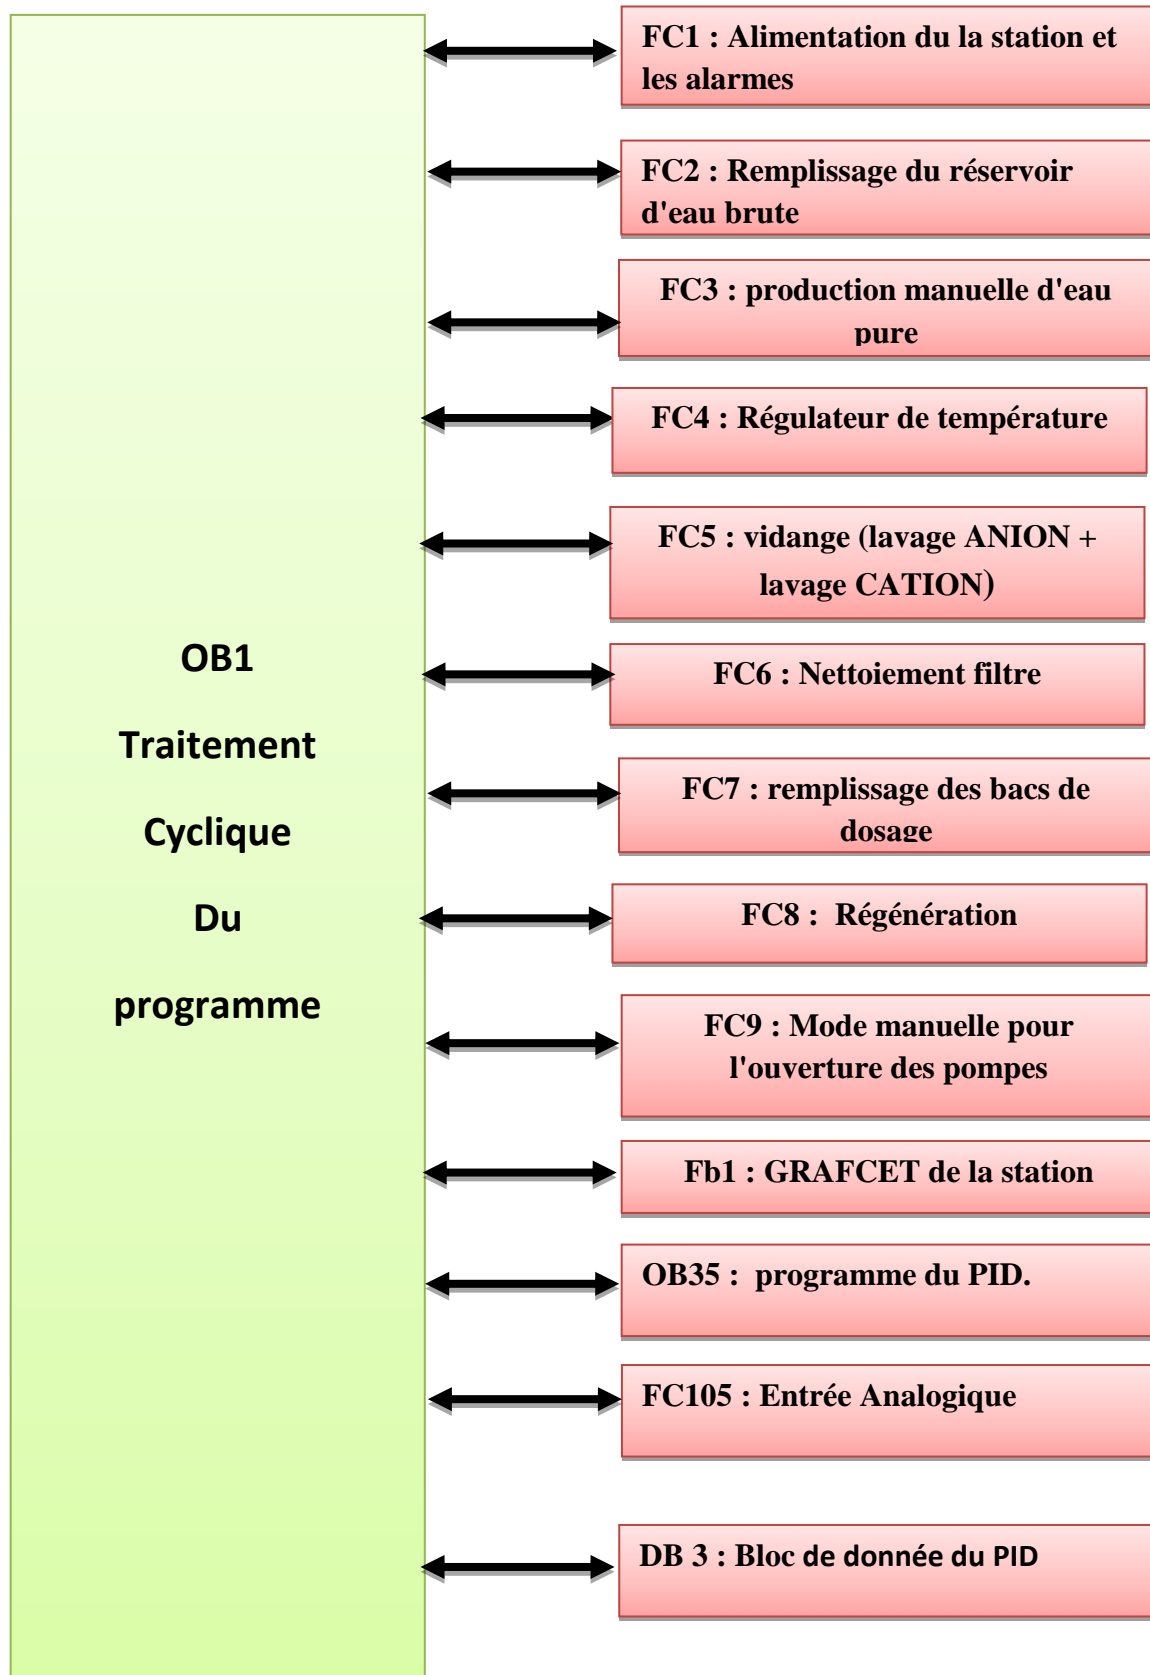 FC1 : Alimentation du la station et
les alarmes
FC2 : Remplissage du réservoir
d'eau brute
FC3 : production manuelle d'eau
pure
FC4 : Régulateur de température
FC5 : vidange (lavage ANION +
lavage CATION)
OB1
Traitement
Cyclique
Du
programme
FC6 : Nettoiement filtre
FC7 : remplissage des bacs de
dosage
FC8 : Régénération
FC9 : Mode manuelle pour
l'ouverture des pompes
Fb1 : GRAFCET de la station
OB35 : programme du PID.
FC105 : Entrée Analogique
DB 3 : Bloc de donnée du PID